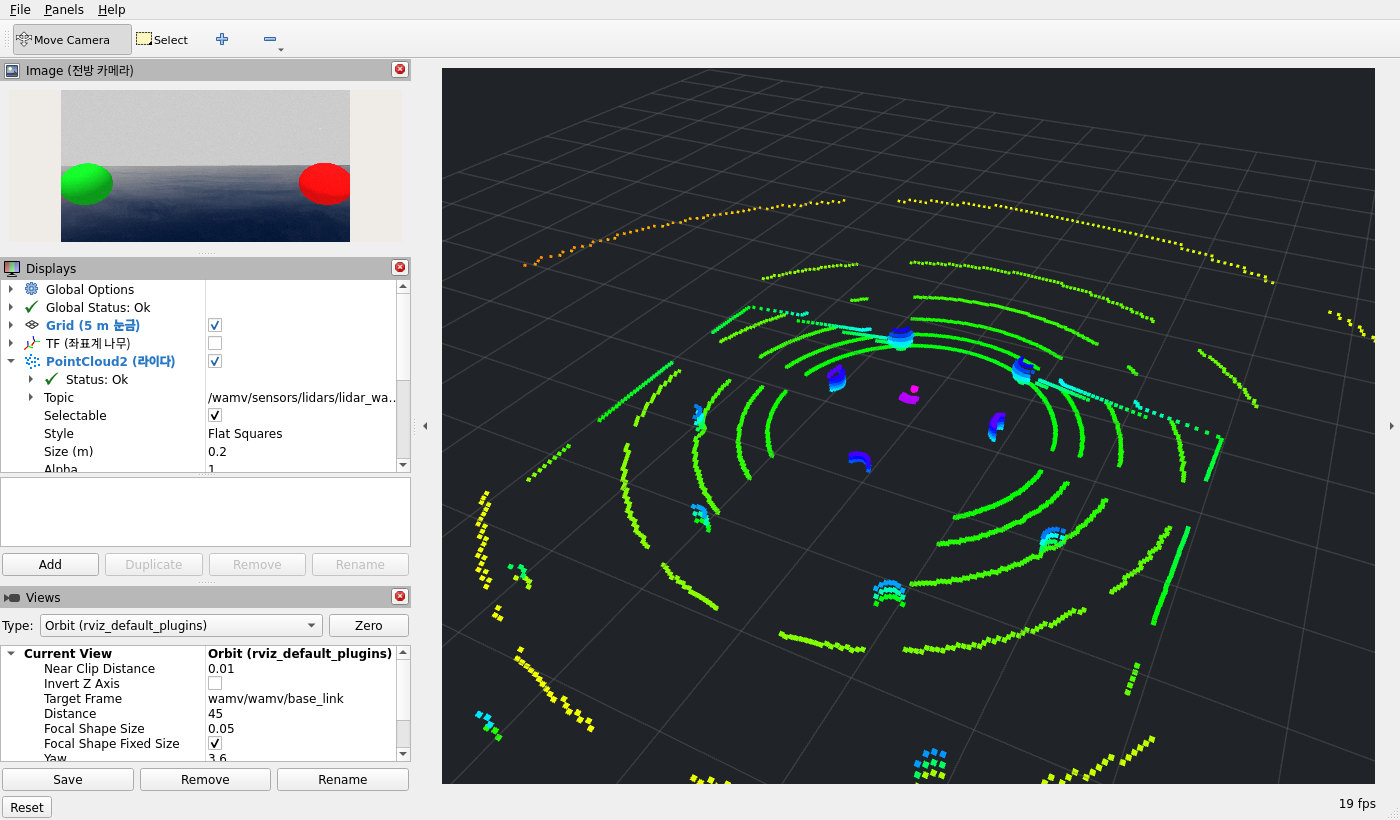 File Panels Help
Move Camera Select
Image (전방 카메라)
Displays
Global Options
Global Status: Ok
Grid (5 m 눈금)
TF (좌표계 나무)
PointCloud2 (라이다)
Status: Ok
Topic /wamv/sensors/lidars/lidar_wa...
Selectable
Style Flat Squares
Size (m) 0.2
Alpha 1
Add Duplicate Remove Rename
Views
Type: Orbit (rviz_default_plugins) Zero
Current View Orbit (rviz_default_plugins)
Near Clip Distance 0.01
Invert Z Axis
Target Frame wamv/wamv/base_link
Distance 45
Focal Shape Size 0.05
Focal Shape Fixed Size
Yaw 3.6
Save Remove Rename
Reset
19 fps